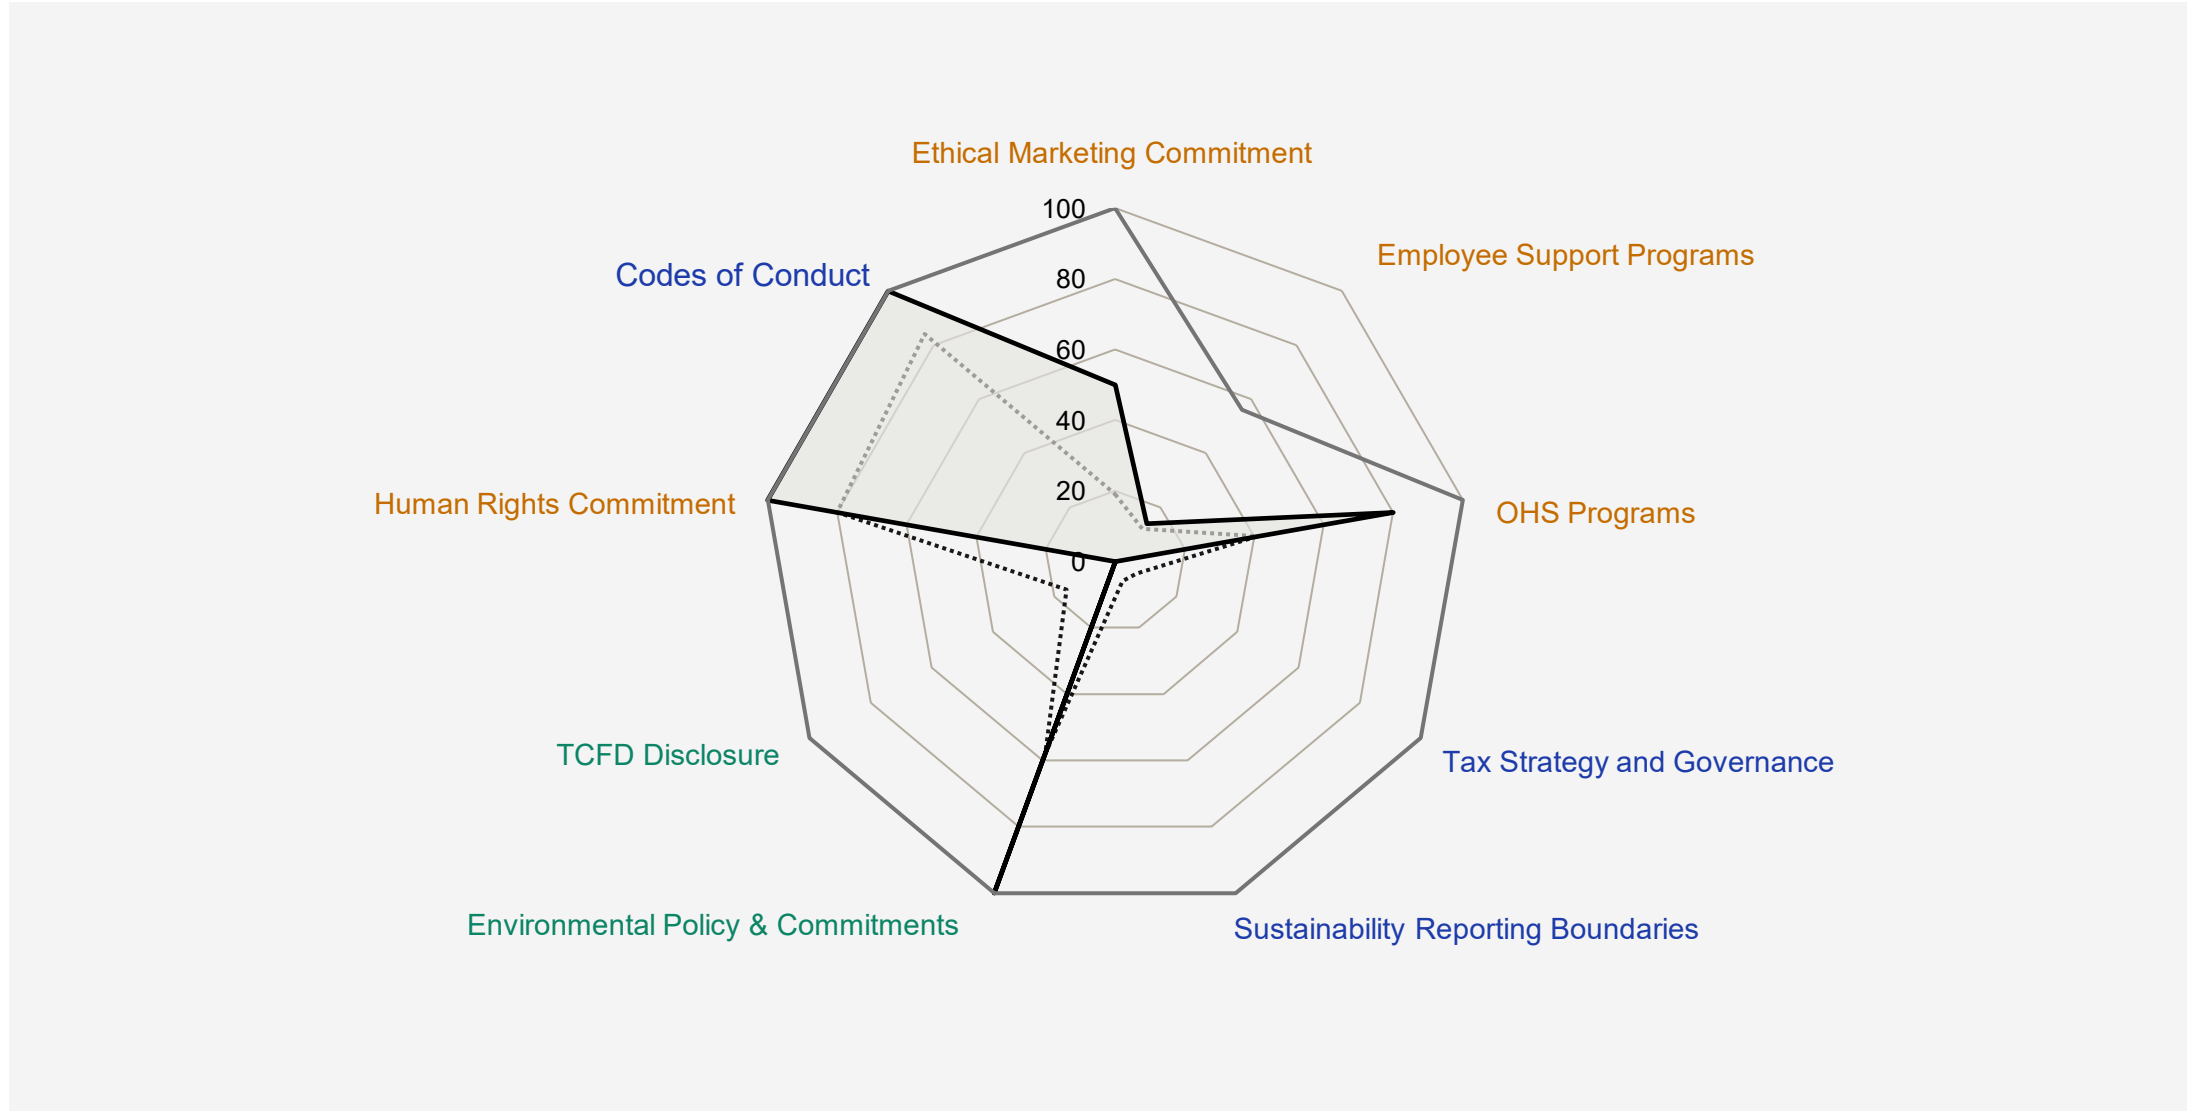 Ethical Marketing Commitment
100
Employee Support Programs
Codes of Conduct
80
60
40
20
Human Rights Commitment
OHS Programs
0
TCFD Disclosure
Tax Strategy and Governance
Environmental Policy & Commitments
Sustainability Reporting Boundaries